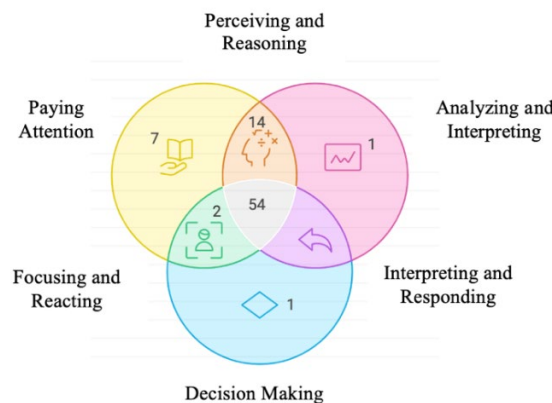 Perceiving and
Reasoning
Paying
Attention
Analyzing and
Interpreting
7
14
1
54
2
Focusing and
Reacting
Interpreting and
Responding
1
Decision Making